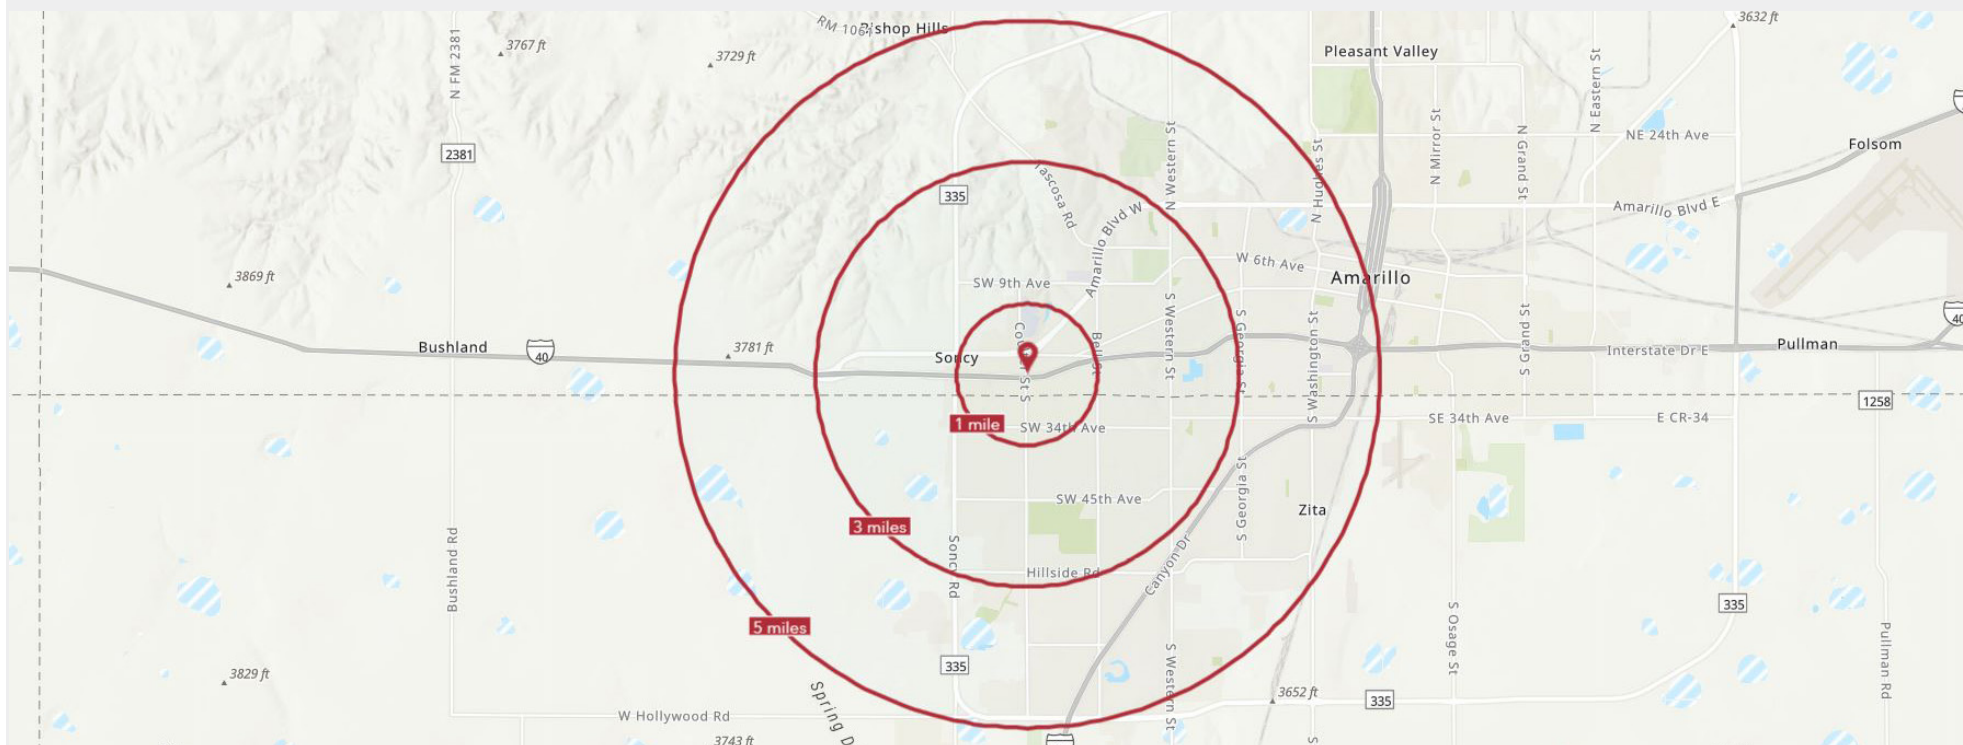 3632 ft
RM 1061
Bishop Hills
3767 ft
3729 ft
Pleasant Valley
N FM 2381
N Eastern St
N Mirror St
N Grand St
NE 24th Ave
Folsom
2381
N Western St
N Hughes St
335
Tascosa Rd
Amarillo Blvd W
Amarillo Blvd E
3869 ft
SW 9th Ave
W 6th Ave
Amarillo
Bushland
40
3781 ft
Soncy
Bell St
S Western St
S Georgia St
S Washington St
S Grand St
Interstate Dr E
Pullman
40
1258
1 mile
SW 34th Ave
SE 34th Ave
E CR-34
SW 45th Ave
S Georgia St
Zita
3 miles
Bushland Rd
Soncy Rd
Hillside Rd
Canyon Dr
335
5 miles
S Osage St
Pullman Rd
335
S Western St
3829 ft
3652 ft
335
Spring D
W Hollywood Rd
3743 ft
S